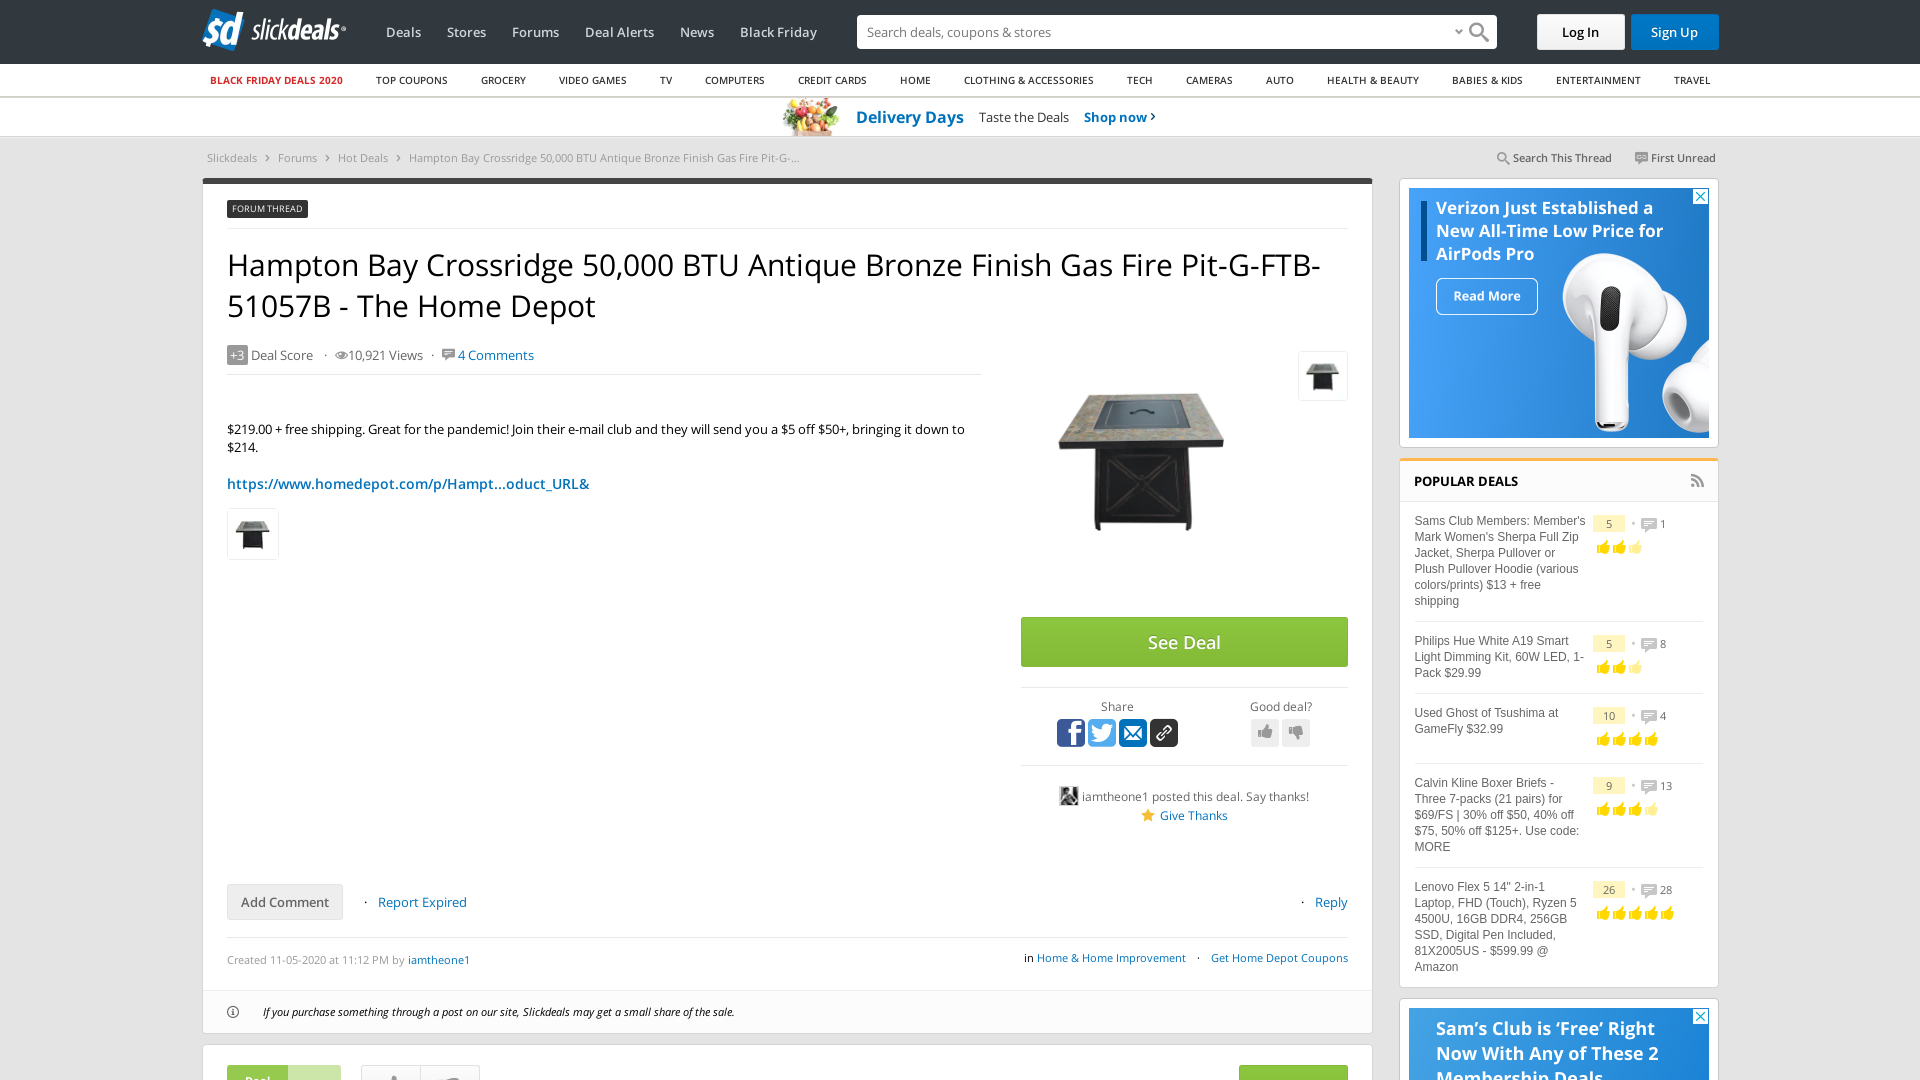 sd slickdeals
Deals
Stores
Forums
Deal Alerts
News
Black Friday
Search deals, coupons & stores
Log In
Sign Up
BLACK FRIDAY DEALS 2020
TOP COUPONS
GROCERY
VIDEO GAMES
TV
COMPUTERS
CREDIT CARDS
HOME
CLOTHING & ACCESSORIES
TECH
CAMERAS
AUTO
HEALTH & BEAUTY
BABIES & KIDS
ENTERTAINMENT
TRAVEL
Delivery Days Taste the Deals Shop now
Slickdeals > Forums > Hot Deals > Hampton Bay Crossridge 50,000 BTU Antique Bronze Finish Gas Fire Pit-G-...
Search This Thread
First Unread
FORUM THREAD
Hampton Bay Crossridge 50,000 BTU Antique Bronze Finish Gas Fire Pit-G-FTB-
51057B - The Home Depot
+3 Deal Score · 10,921 Views · 4 Comments
$219.00 + free shipping. Great for the pandemic! Join their e-mail club and they will send you a $5 off $50+, bringing it down to
$214.
https://www.homedepot.com/p/Hampt...oduct_URL&
See Deal
Share
Good deal?
iamtheone1 posted this deal. Say thanks!
Give Thanks
Add Comment
· Report Expired
· Reply
Created 11-05-2020 at 11:12 PM by iamtheone1
in Home & Home Improvement · Get Home Depot Coupons
If you purchase something through a post on our site, Slickdeals may get a small share of the sale.
Verizon Just Established a
New All-Time Low Price for
AirPods Pro
Read More
POPULAR DEALS
Sams Club Members: Member's
Mark Women's Sherpa Full Zip
Jacket, Sherpa Pullover or
Plush Pullover Hoodie (various
colors/prints) $13 + free
shipping
5 • 1
Philips Hue White A19 Smart
Light Dimming Kit, 60W LED, 1-
Pack $29.99
5 • 8
Used Ghost of Tsushima at
GameFly $32.99
10 • 4
Calvin Kline Boxer Briefs -
Three 7-packs (21 pairs) for
$69/FS | 30% off $50, 40% off
$75, 50% off $125+. Use code:
MORE
9 • 13
Lenovo Flex 5 14" 2-in-1
Laptop, FHD (Touch), Ryzen 5
4500U, 16GB DDR4, 256GB
SSD, Digital Pen Included,
81X2005US - $599.99 @
Amazon
26 • 28
Sam's Club is 'Free' Right
Now With Any of These 2
Membership Deals
Deal